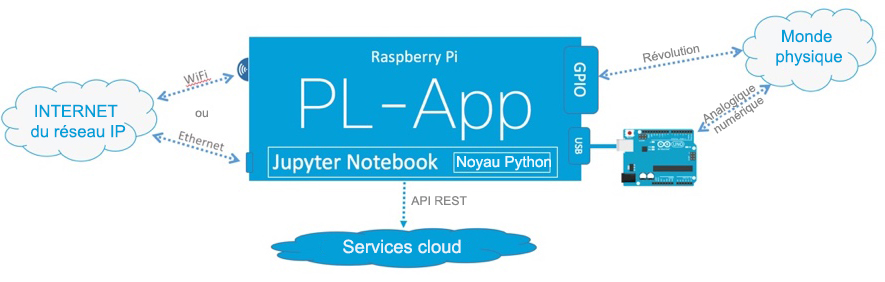 Raspberry Pi
PL-App
Jupyter Notebook
Noyau Python
GPIO
USB
WiFi
ou
Ethernet
INTERNET
du réseau IP
Révolution
Monde
physique
Analogique
numérique
UNO
API REST
Services cloud